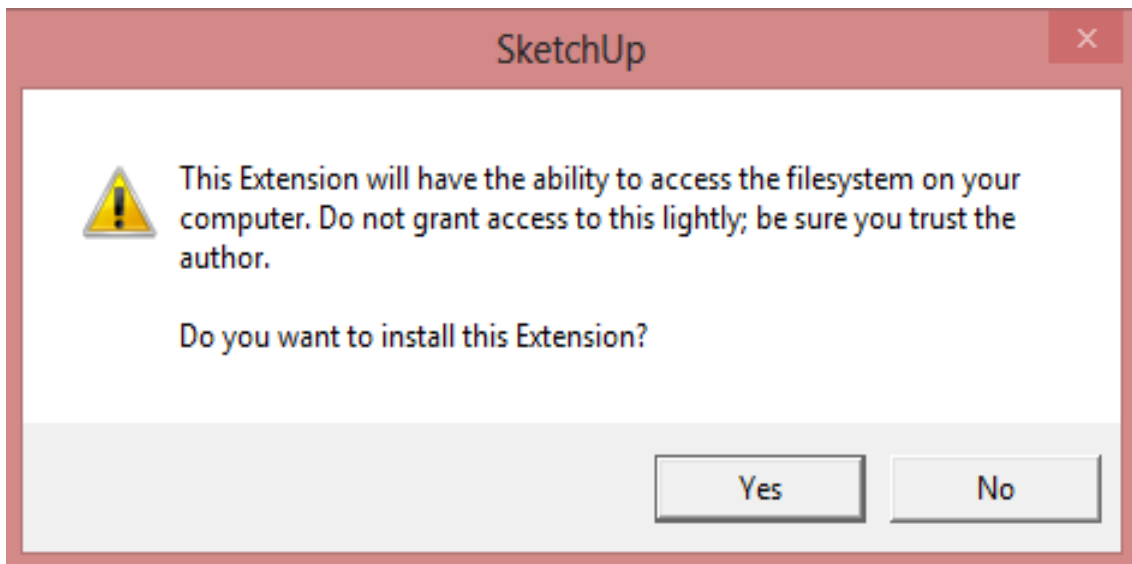 SketchUp
This Extension will have the ability to access the filesystem on your
computer. Do not grant access to this lightly; be sure you trust the
author.
Do you want to install this Extension?
Yes
No